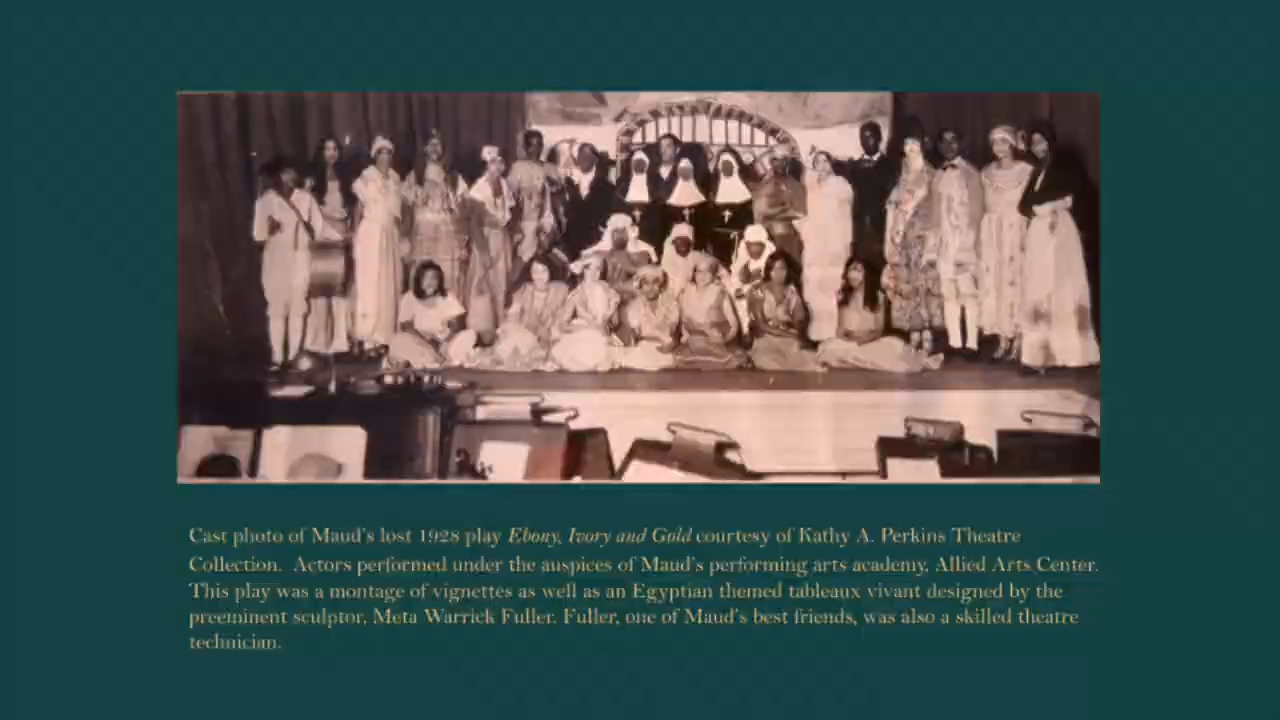 Cast photo of Maud's lost 1928 play Ebony, Ivory and Gold courtesy of Kathy A. Perkins Theatre
Collection.  Actors performed under the auspices of Maud's performing arts academy, Allied Arts Center.
This play was a montage of vignettes as well as an Egyptian themed tableaux vivant designed by the
preeminent sculptor, Meta Warrick Fuller. Fuller, one of Maud's best friends, was also a skilled theatre
technician.